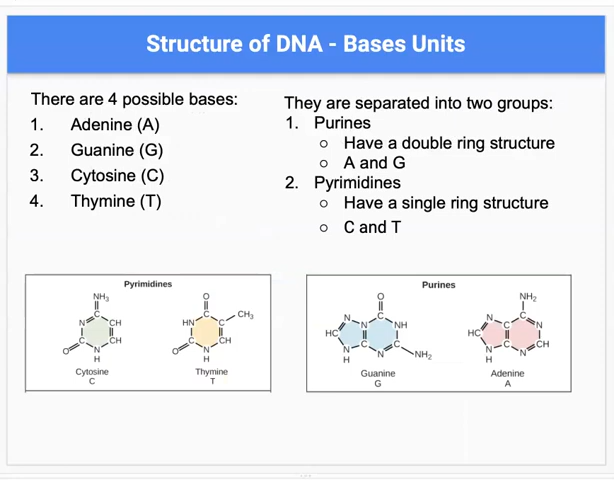 Structure of DNA - Bases Units
There are 4 possible bases:
1. Adenine (A)
2. Guanine (G)
3. Cytosine (C)
4. Thymine (T)
They are separated into two groups:
1. Purines
○ Have a double ring structure
○ A and G
2. Pyrimidines
○ Have a single ring structure
○ C and T
Pyrimidines
NH₃
C
N CH
C CH
O N
H
Cytosine
C
O
C CH₃
HN C
C CH
O N
H
Thymine
T
Purines
O
N C
N NH
HC
C C
N N NH₂
H
Guanine
G
NH₂
N C
C N
HC
C CH
N N
H
Adenine
A